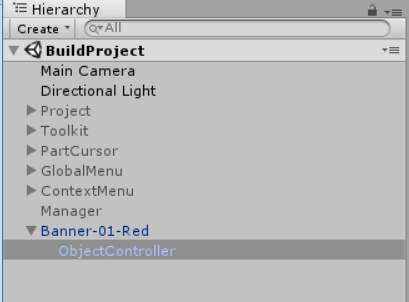 Hierarchy
Create All
BuildProject
Main Camera
Directional Light
Project
Toolkit
PartCursor
GlobalMenu
ContextMenu
Manager
Banner-01-Red
ObjectController